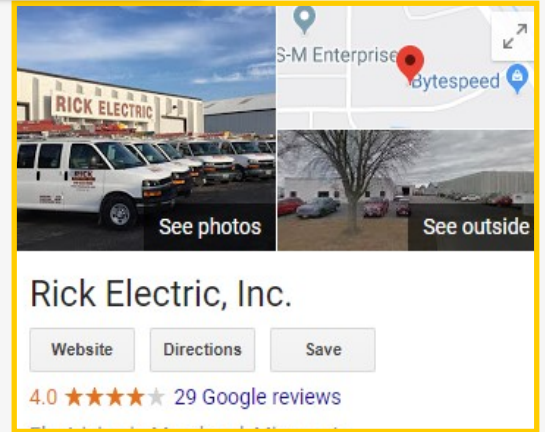 S-M Enterprise
Bytespeed
RICK ELECTRIC
RICK
See photos
See outside
Rick Electric, Inc.
Website
Directions
Save
4.0
29 Google reviews